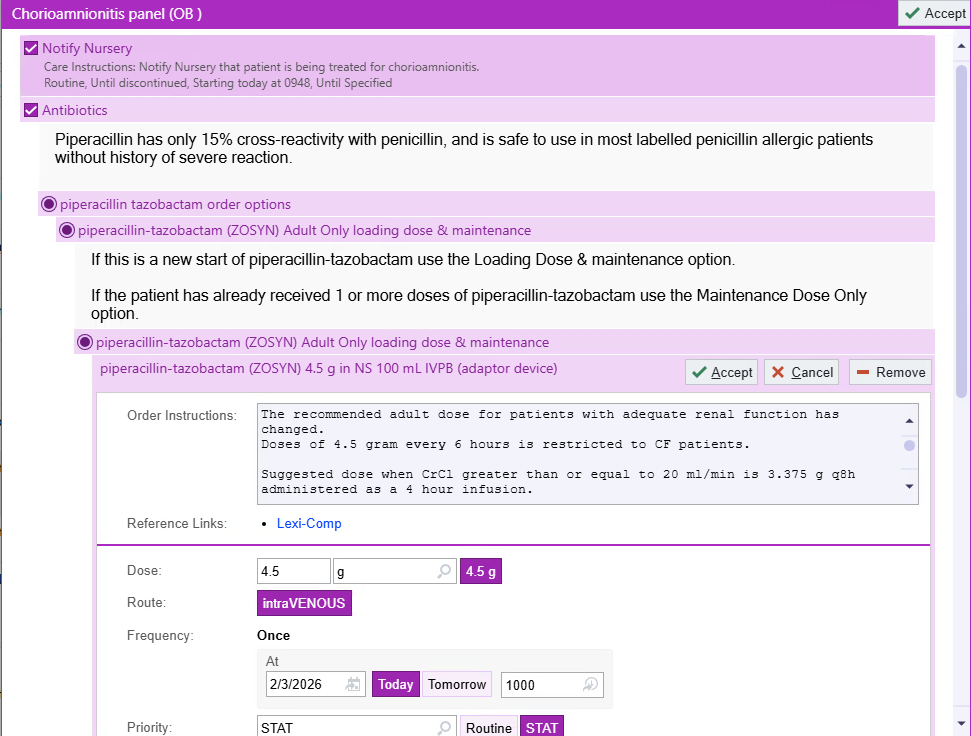 Chorioamnionitis panel (OB )
Accept
Notify Nursery
Care Instructions: Notify Nursery that patient is being treated for chorioamnionitis.
Routine, Until discontinued, Starting today at 0948, Until Specified
Antibiotics
Piperacillin has only 15% cross-reactivity with penicillin, and is safe to use in most labelled penicillin allergic patients
without history of severe reaction.
piperacillin tazobactam order options
piperacillin-tazobactam (ZOSYN) Adult Only loading dose & maintenance
If this is a new start of piperacillin-tazobactam use the Loading Dose & maintenance option.
If the patient has already received 1 or more doses of piperacillin-tazobactam use the Maintenance Dose Only
option.
piperacillin-tazobactam (ZOSYN) Adult Only loading dose & maintenance
piperacillin-tazobactam (ZOSYN) 4.5 g in NS 100 mL IVPB (adaptor device)
Accept Cancel Remove
Order Instructions:
The recommended adult dose for patients with adequate renal function has
changed.
Doses of 4.5 gram every 6 hours is restricted to CF patients.
Suggested dose when CrCl greater than or equal to 20 ml/min is 3.375 g q8h
administered as a 4 hour infusion.
Reference Links: • Lexi-Comp
Dose: 4.5 g 4.5 g
Route: intraVENOUS
Frequency: Once
At
2/3/2026 Today Tomorrow 1000
Priority: STAT Routine STAT